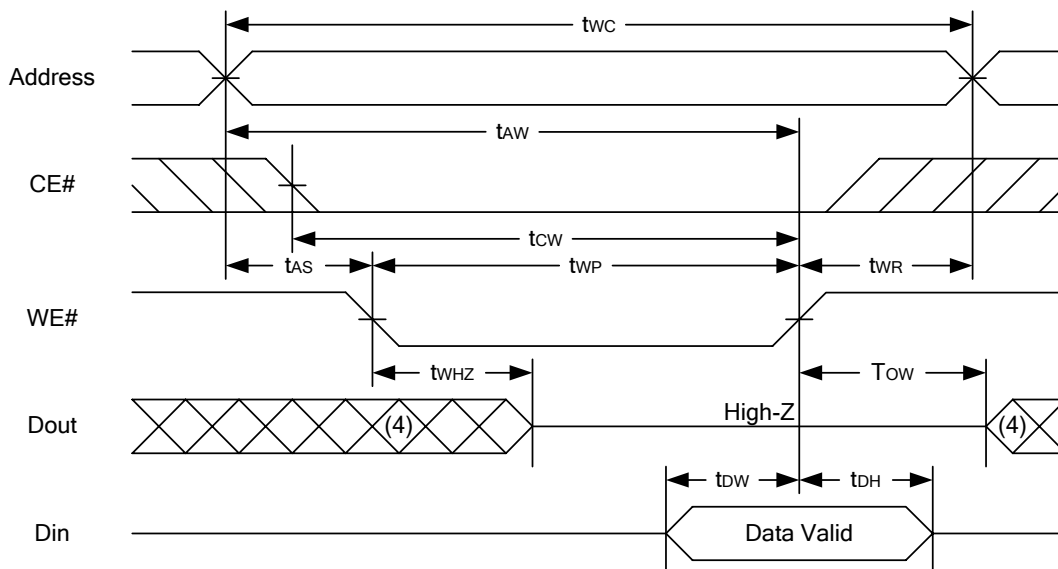 tWC
Address
tAW
CE#
tCW
tAS tWP tWR
WE#
tWHZ TOW
Dout (4) High-Z (4)
tDW tDH
Din Data Valid